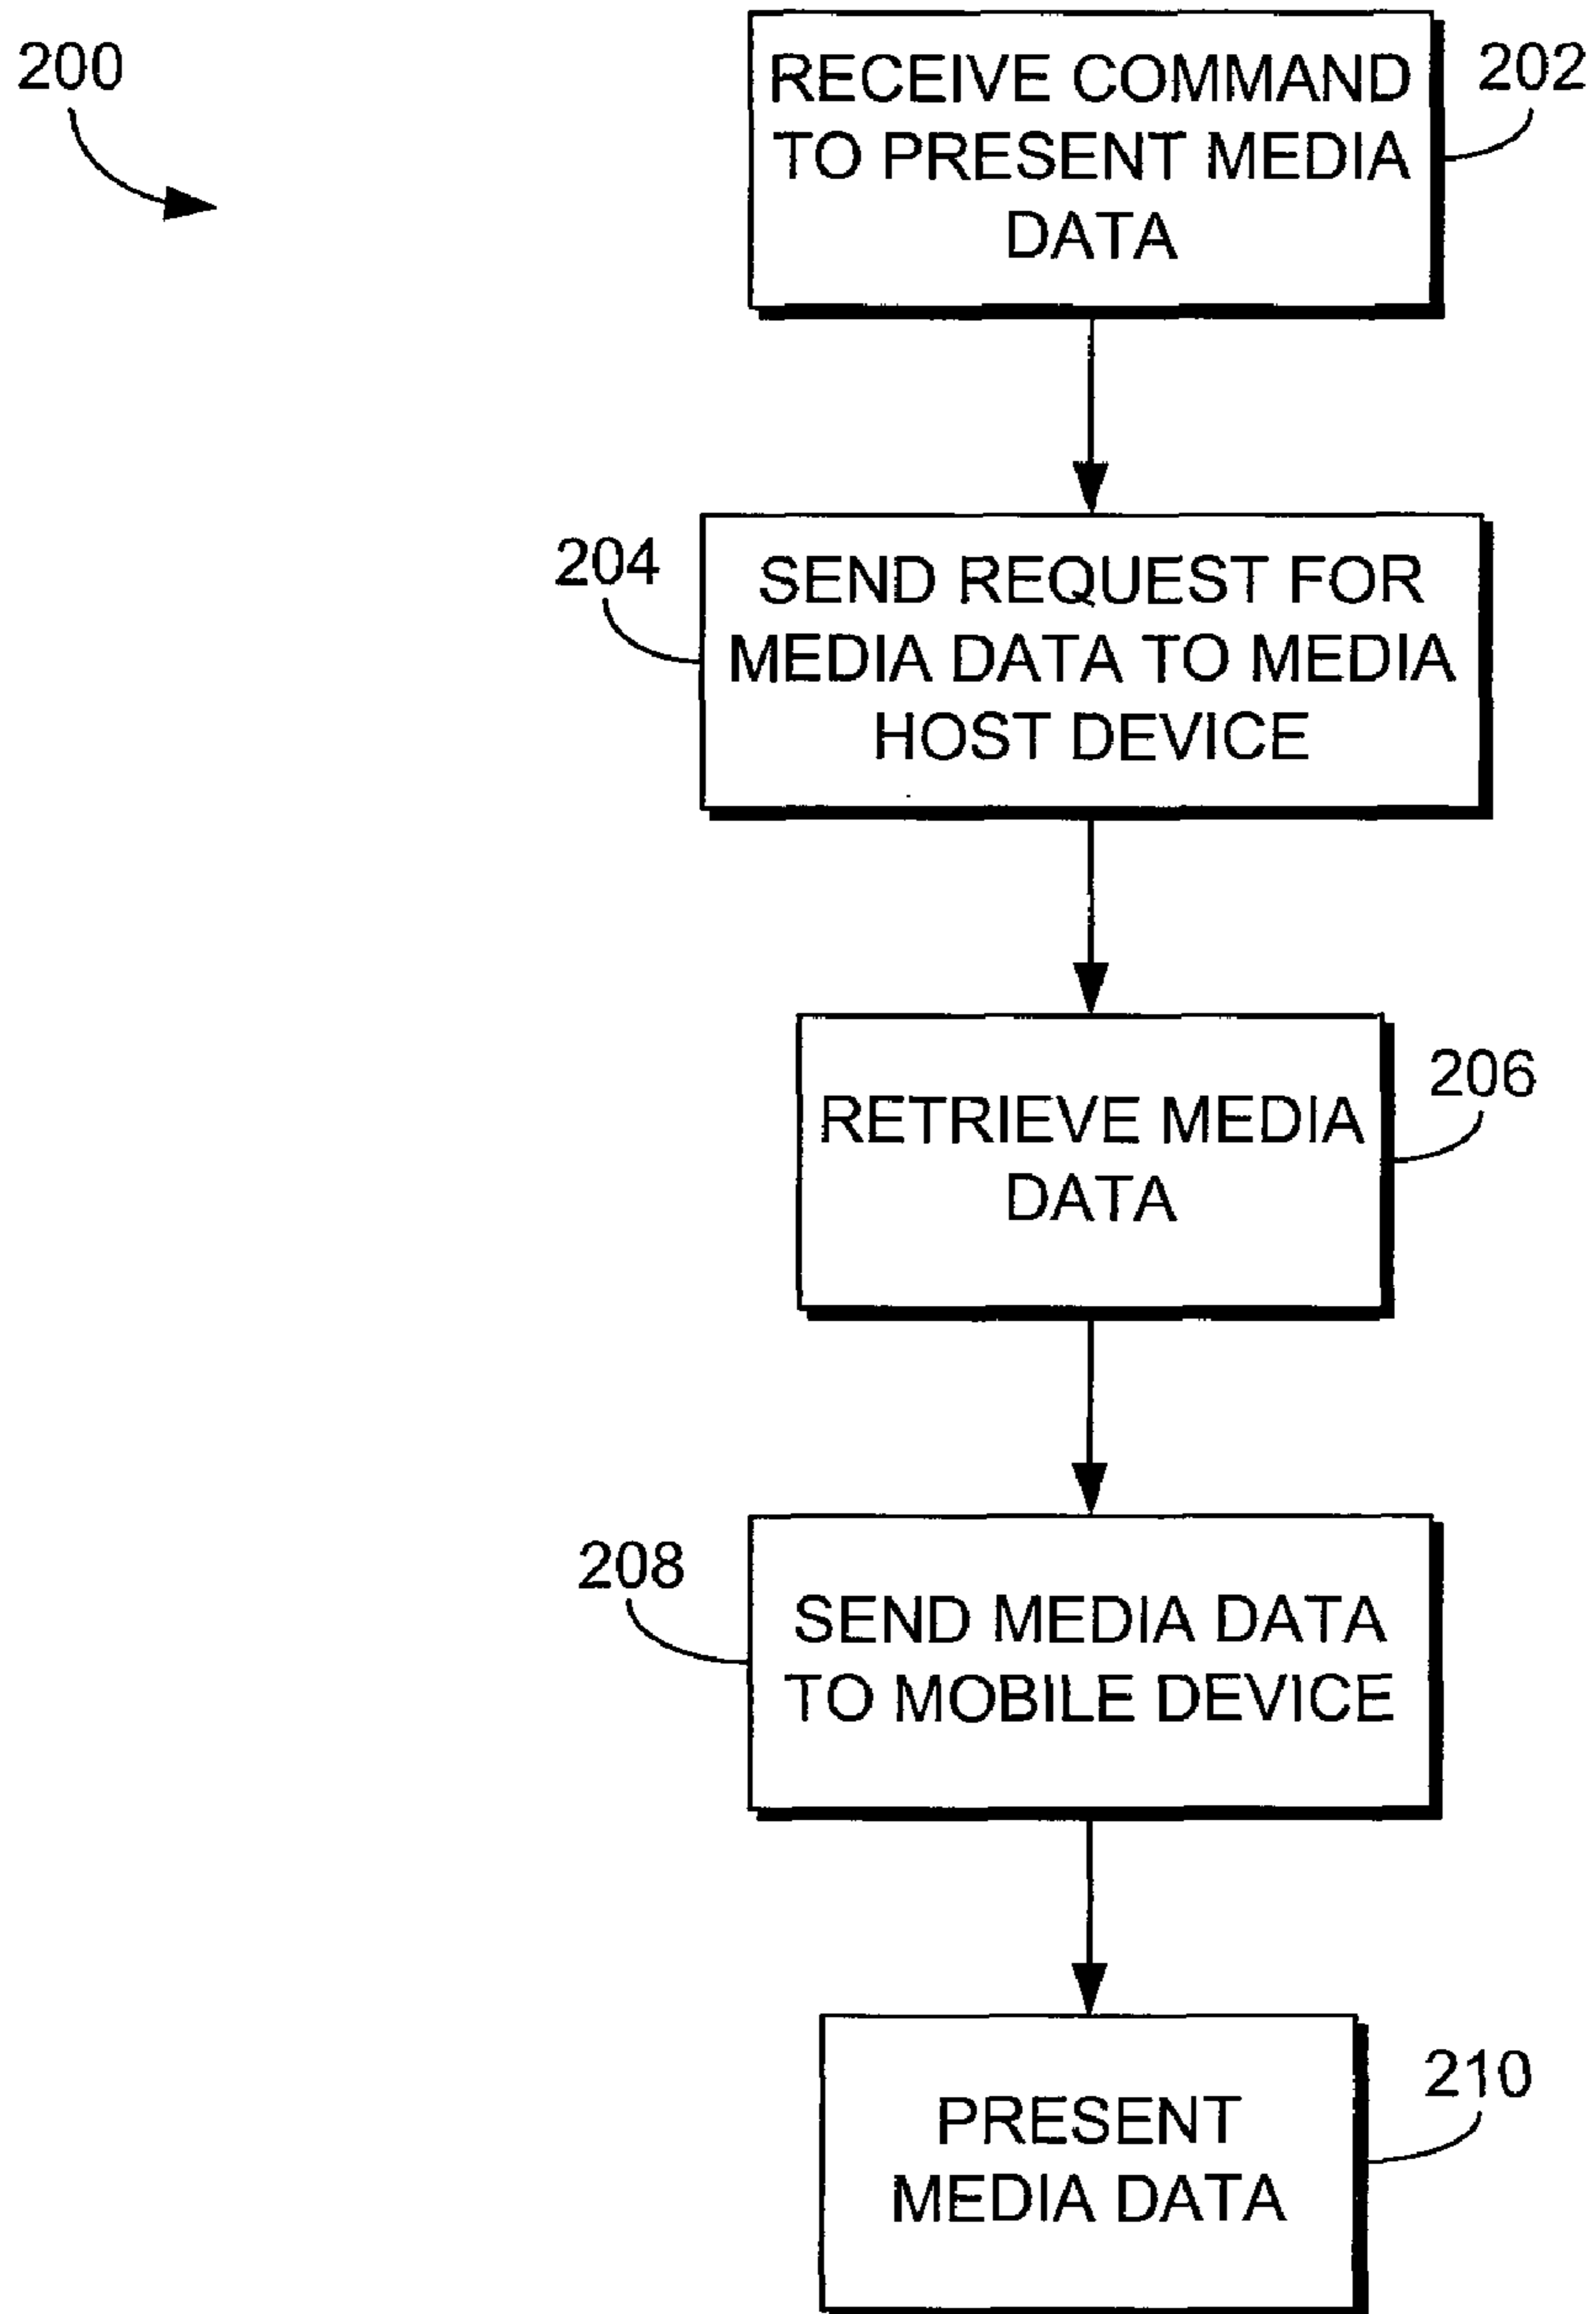 200
RECEIVE COMMAND
TO PRESENT MEDIA
DATA
202
204
SEND REQUEST FOR
MEDIA DATA TO MEDIA
HOST DEVICE
RETRIEVE MEDIA
DATA
206
208
SEND MEDIA DATA
TO MOBILE DEVICE
PRESENT
MEDIA DATA
210